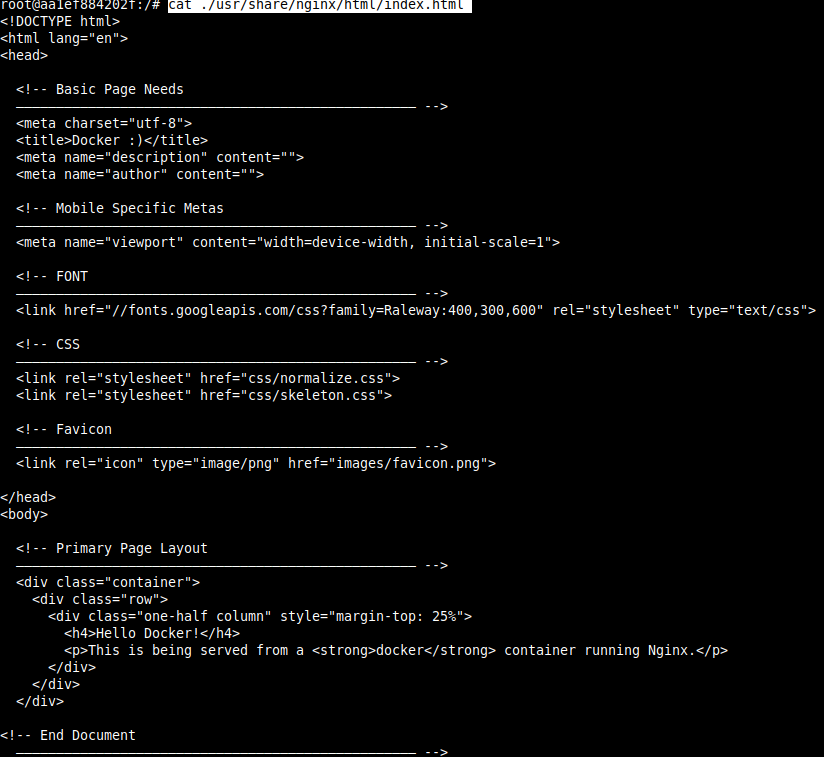 root@aa1ef884202f:/# cat ./usr/share/nginx/html/index.html
<!DOCTYPE html>
<html lang="en">
<head>

  <!-- Basic Page Needs
  –––––––––––––––––––––––––––––––––––––––––––––––––– -->
  <meta charset="utf-8">
  <title>Docker :)</title>
  <meta name="description" content="">
  <meta name="author" content="">

  <!-- Mobile Specific Metas
  –––––––––––––––––––––––––––––––––––––––––––––––––– -->
  <meta name="viewport" content="width=device-width, initial-scale=1">

  <!-- FONT
  –––––––––––––––––––––––––––––––––––––––––––––––––– -->
  <link href="//fonts.googleapis.com/css?family=Raleway:400,300,600" rel="stylesheet" type="text/css">

  <!-- CSS
  –––––––––––––––––––––––––––––––––––––––––––––––––– -->
  <link rel="stylesheet" href="css/normalize.css">
  <link rel="stylesheet" href="css/skeleton.css">

  <!-- Favicon
  –––––––––––––––––––––––––––––––––––––––––––––––––– -->
  <link rel="icon" type="image/png" href="images/favicon.png">

</head>
<body>

  <!-- Primary Page Layout
  –––––––––––––––––––––––––––––––––––––––––––––––––– -->
  <div class="container">
    <div class="row">
      <div class="one-half column" style="margin-top: 25%">
        <h4>Hello Docker!</h4>
        <p>This is being served from a <strong>docker</strong> container running Nginx.</p>
      </div>
    </div>
  </div>

<!-- End Document
  –––––––––––––––––––––––––––––––––––––––––––––––––– -->